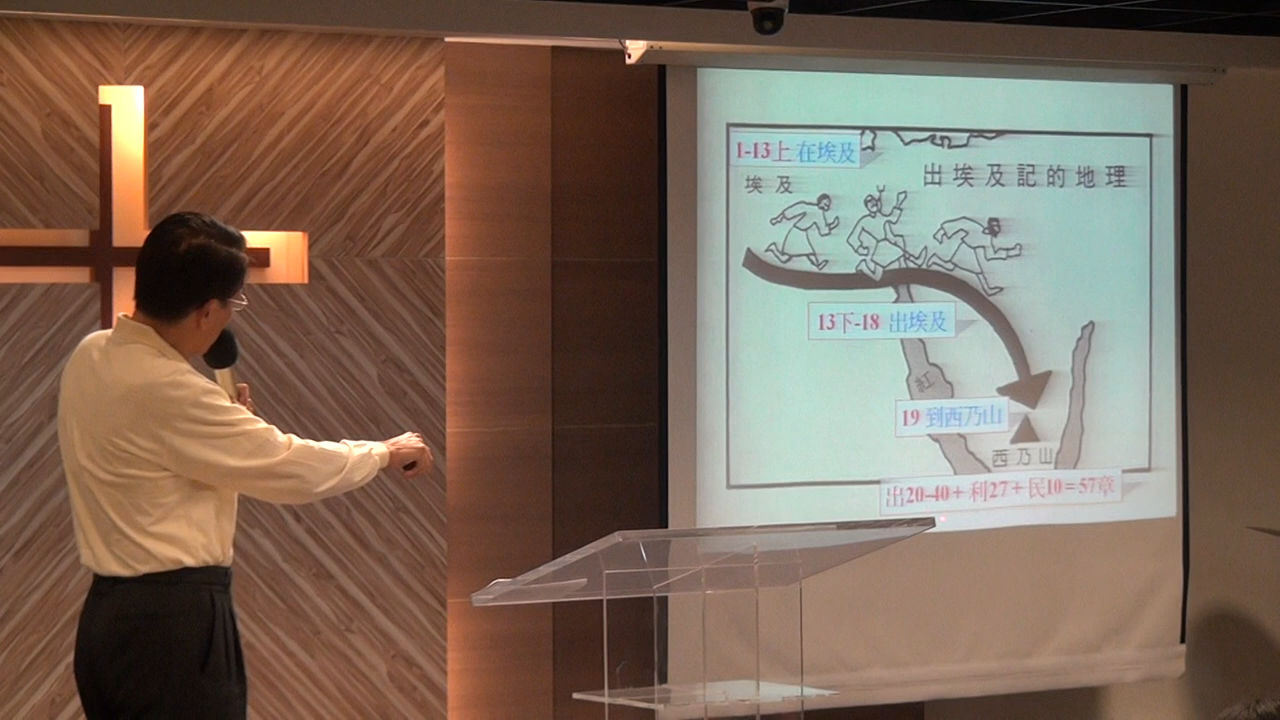 1-13上 在埃及
出埃及記的地理
埃及
13下-18 出埃及
紅
19 到西乃山
西乃山
出20-40＋利27＋民10＝57章